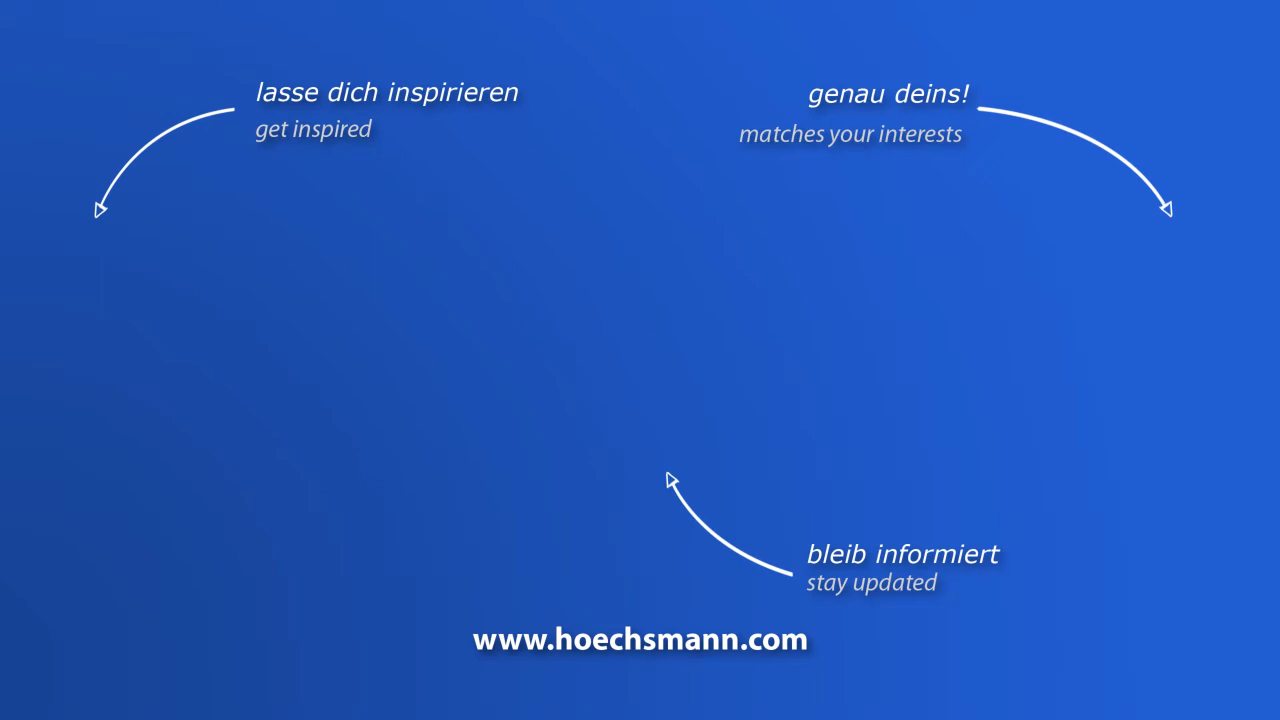 lasse dich inspirieren
get inspired
genau deins!
matches your interests
bleib informiert
stay updated
www.hoechsmann.com